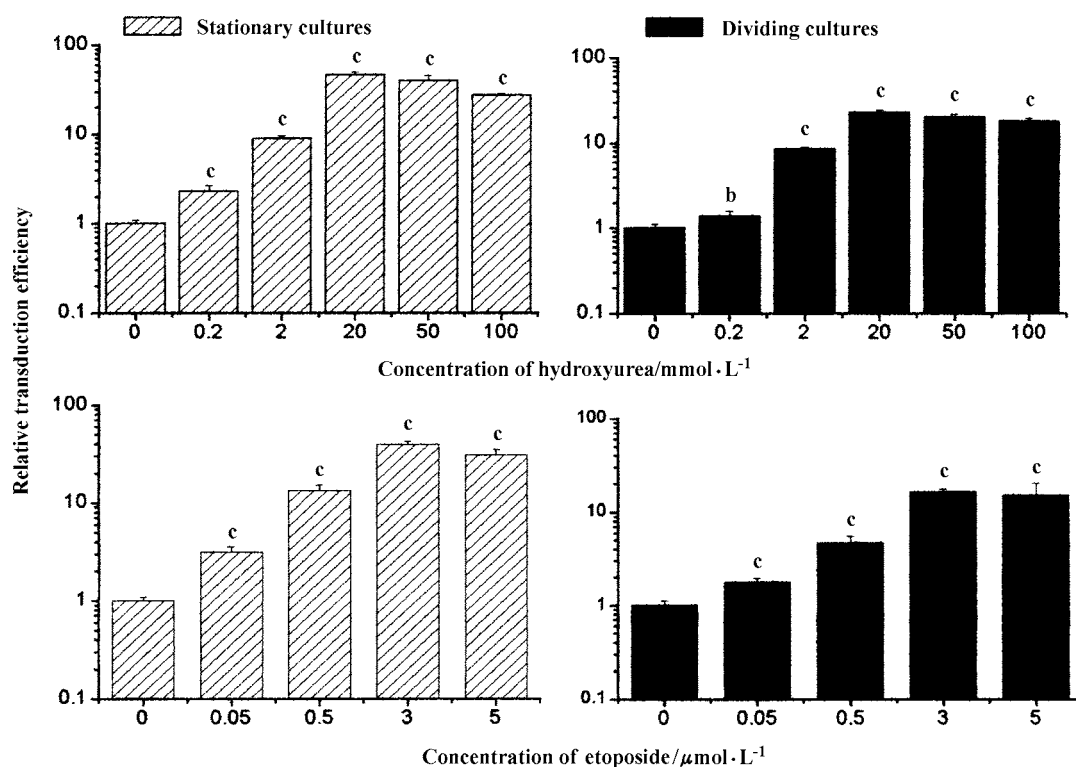 Stationary cultures
Dividing cultures
Relative transduction efficiency
100
10
1
0.1
c
c
c
c
c
0
0.2
2
20
50
100
100
10
1
0.1
b
c
c
c
c
0
0.2
2
20
50
100
Concentration of hydroxyurea/mmol·L⁻¹
100
10
1
0.1
c
c
c
c
0
0.05
0.5
3
5
100
10
1
0.1
c
c
c
c
0
0.05
0.5
3
5
Concentration of etoposide/μmol·L⁻¹